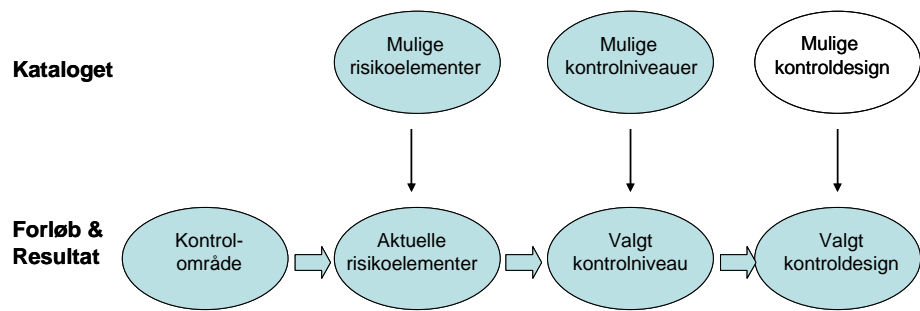 Kataloget
Mulige
risikoelementer
Mulige
kontrolniveauer
Mulige
kontroldesign
Forløb &
Resultat
Kontrol-
område
Aktuelle
risikoelementer
Valgt
kontrolniveau
Valgt
kontroldesign